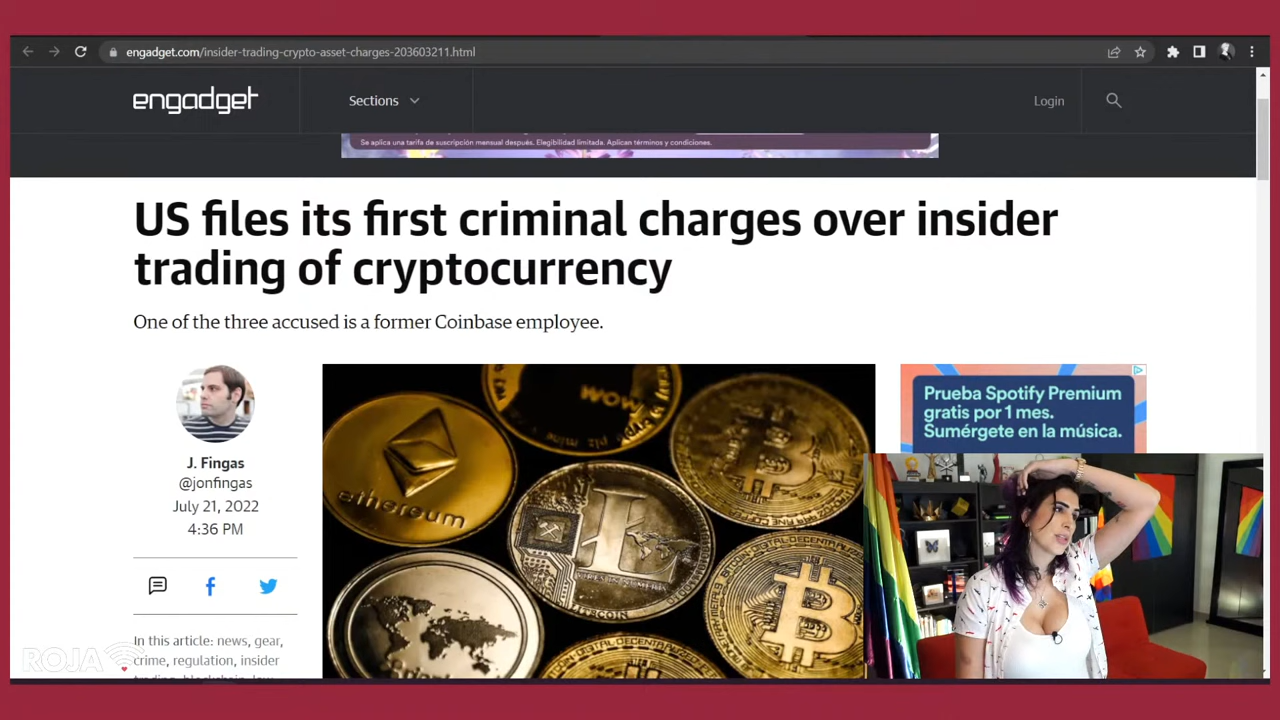 engadget.com/insider-trading-crypto-asset-charges-203603211.html
engadget
Sections
Login
Se aplica una tarifa de suscripción mensual después. Elegibilidad limitada. Aplican términos y condiciones.
US files its first criminal charges over insider
trading of cryptocurrency
One of the three accused is a former Coinbase employee.
J. Fingas
@jonfingas
July 21, 2022
4:36 PM
In this article: news, gear,
crime, regulation, insider
ethereum
WOW
LITECOIN
Prueba Spotify Premium
gratis por 1 mes.
Sumérgete en la música.
ROJA